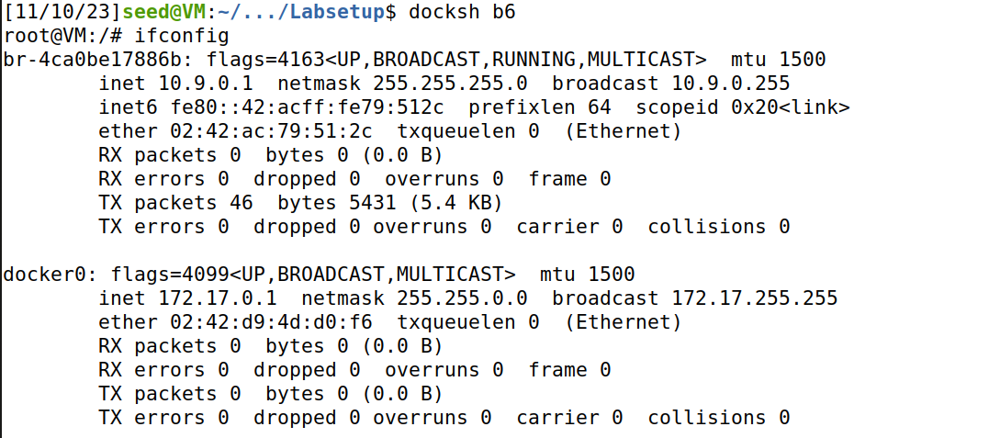 [11/10/23]seed@VM:~/.../Labsetup$ docksh b6
root@VM:/# ifconfig
br-4ca0be17886b: flags=4163<UP,BROADCAST,RUNNING,MULTICAST>  mtu 1500
        inet 10.9.0.1  netmask 255.255.255.0  broadcast 10.9.0.255
        inet6 fe80::42:acff:fe79:512c  prefixlen 64  scopeid 0x20<link>
        ether 02:42:ac:79:51:2c  txqueuelen 0  (Ethernet)
        RX packets 0  bytes 0 (0.0 B)
        RX errors 0  dropped 0  overruns 0  frame 0
        TX packets 46  bytes 5431 (5.4 KB)
        TX errors 0  dropped 0 overruns 0  carrier 0  collisions 0

docker0: flags=4099<UP,BROADCAST,MULTICAST>  mtu 1500
        inet 172.17.0.1  netmask 255.255.0.0  broadcast 172.17.255.255
        ether 02:42:d9:4d:d0:f6  txqueuelen 0  (Ethernet)
        RX packets 0  bytes 0 (0.0 B)
        RX errors 0  dropped 0  overruns 0  frame 0
        TX packets 0  bytes 0 (0.0 B)
        TX errors 0  dropped 0 overruns 0  carrier 0  collisions 0